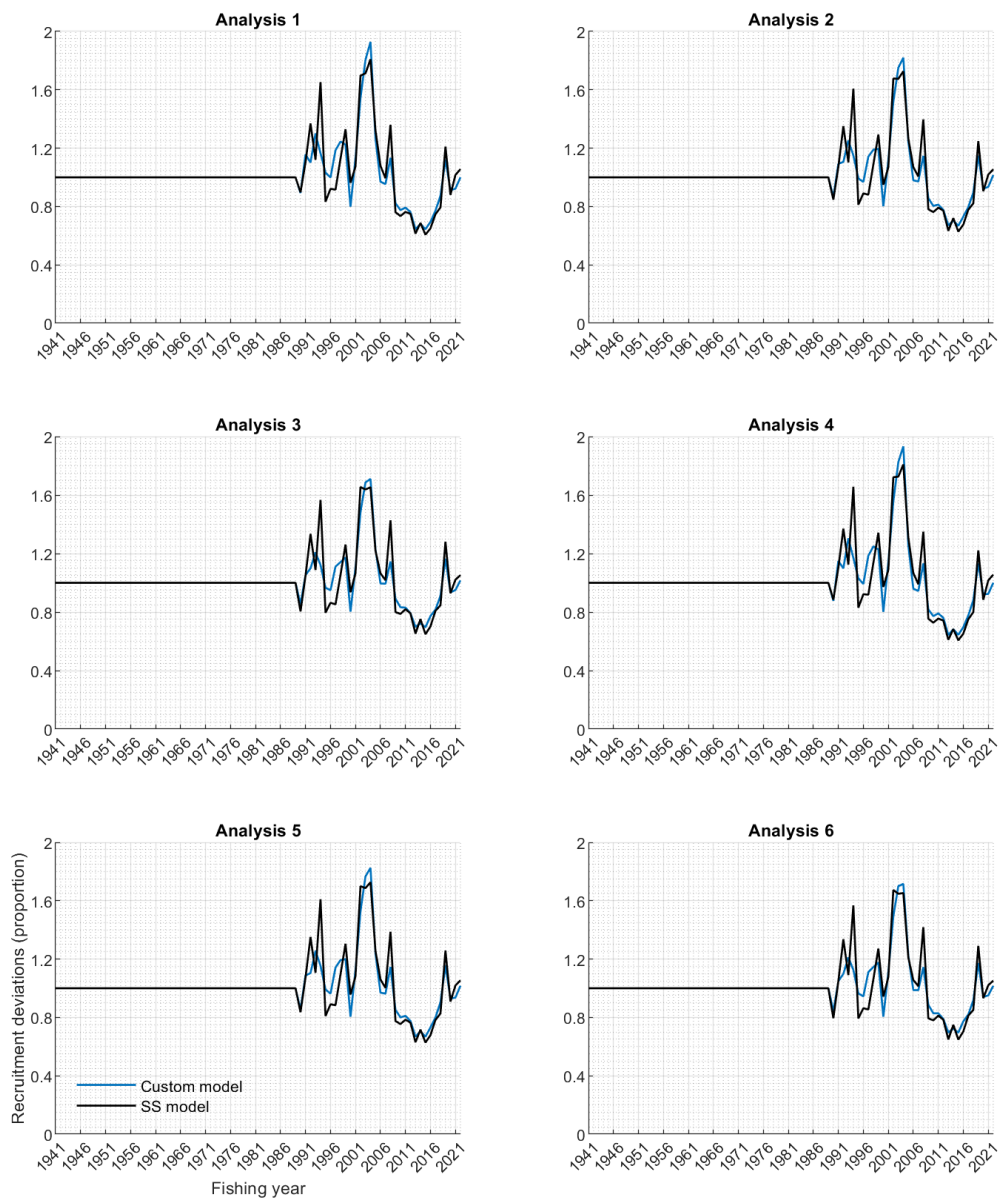 Analysis 1
2
1.6
1.2
0.8
0.4
0
1941 1946 1951 1956 1961 1966 1971 1976 1981 1986 1991 1996 2001 2006 2011 2016 2021
Analysis 2
2
1.6
1.2
0.8
0.4
0
1941 1946 1951 1956 1961 1966 1971 1976 1981 1986 1991 1996 2001 2006 2011 2016 2021
Analysis 3
2
1.6
1.2
0.8
0.4
0
1941 1946 1951 1956 1961 1966 1971 1976 1981 1986 1991 1996 2001 2006 2011 2016 2021
Analysis 4
2
1.6
1.2
0.8
0.4
0
1941 1946 1951 1956 1961 1966 1971 1976 1981 1986 1991 1996 2001 2006 2011 2016 2021
Analysis 5
Recruitment deviations (proportion)
2
1.6
1.2
0.8
0.4
0
Custom model
SS model
1941 1946 1951 1956 1961 1966 1971 1976 1981 1986 1991 1996 2001 2006 2011 2016 2021
Fishing year
Analysis 6
2
1.6
1.2
0.8
0.4
0
1941 1946 1951 1956 1961 1966 1971 1976 1981 1986 1991 1996 2001 2006 2011 2016 2021